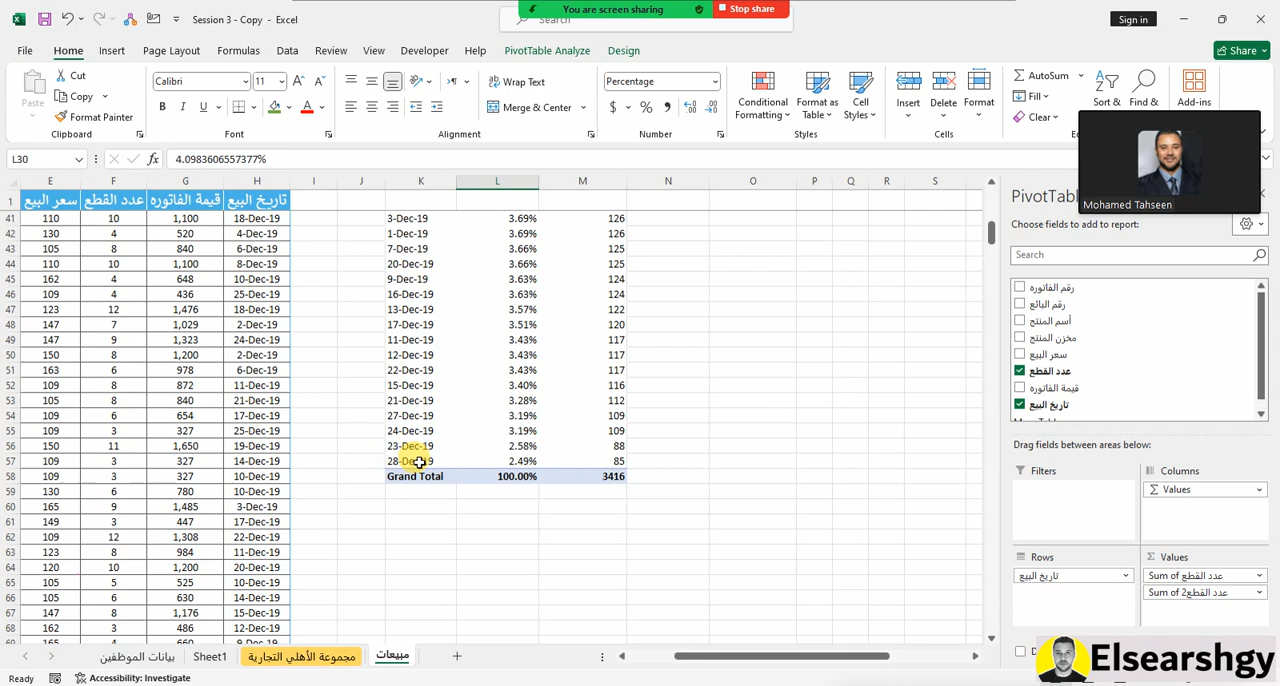 Session 3 - Copy - Excel
Search
You are screen sharing
Stop share
Sign in
File Home Insert Page Layout Formulas Data Review View Developer Help PivotTable Analyze Design
Share
Paste
Cut
Copy
Format Painter
Clipboard
Calibri 11
B I U
Font
Wrap Text
Merge & Center
Alignment
Percentage
$ % 9
Number
Conditional Formatting
Format as Table
Cell Styles
Styles
Insert Delete Format
Cells
AutoSum
Fill
Clear
Sort &
Find &
Add-ins
Mohamed Tahseen
L30
fx 4.0983606557377%
E F G H I J K L M N O P Q R S
1 سعر البيع عدد القطع قيمة الفاتوره تاريخ البيع
41 110 10 1,100 18-Dec-19 3-Dec-19 3.69% 126
42 130 4 520 4-Dec-19 1-Dec-19 3.69% 126
43 105 8 840 6-Dec-19 7-Dec-19 3.66% 125
44 110 10 1,100 8-Dec-19 20-Dec-19 3.66% 125
45 162 4 648 10-Dec-19 9-Dec-19 3.63% 124
46 109 4 436 25-Dec-19 16-Dec-19 3.63% 124
47 123 12 1,476 18-Dec-19 13-Dec-19 3.57% 122
48 147 7 1,029 2-Dec-19 17-Dec-19 3.51% 120
49 147 9 1,323 24-Dec-19 11-Dec-19 3.43% 117
50 150 8 1,200 2-Dec-19 12-Dec-19 3.43% 117
51 163 6 978 6-Dec-19 22-Dec-19 3.43% 117
52 109 8 872 11-Dec-19 15-Dec-19 3.40% 116
53 105 8 840 21-Dec-19 21-Dec-19 3.28% 112
54 109 6 654 17-Dec-19 27-Dec-19 3.19% 109
55 109 3 327 25-Dec-19 24-Dec-19 3.19% 109
56 150 11 1,650 19-Dec-19 23-Dec-19 2.58% 88
57 109 3 327 14-Dec-19 28-Dec-19 2.49% 85
58 109 3 327 10-Dec-19 Grand Total 100.00% 3416
59 130 6 780 12-Dec-19
60 165 9 1,485 3-Dec-19
61 149 3 447 17-Dec-19
62 109 12 1,308 22-Dec-19
63 123 8 984 11-Dec-19
64 120 10 1,200 20-Dec-19
65 105 5 525 10-Dec-19
66 105 6 630 14-Dec-19
67 147 8 1,176 15-Dec-19
68 162 3 486 12-Dec-19
PivotTabl
Choose fields to add to report:
Search
رقم الفاتوره
رقم البائع
أسم المنتج
مخزن المنتج
سعر البيع
عدد القطع
قيمة الفاتوره
تاريخ البيع
Drag fields between areas below:
Filters
Columns
Σ Values
Rows
تاريخ البيع
Σ Values
Sum of عدد القطع
Sum of عدد القطع2
بيانات الموظفين Sheet1 مجموعة الأهلي التجارية مبيعات
Ready
Accessibility: Investigate
Elsearshgy